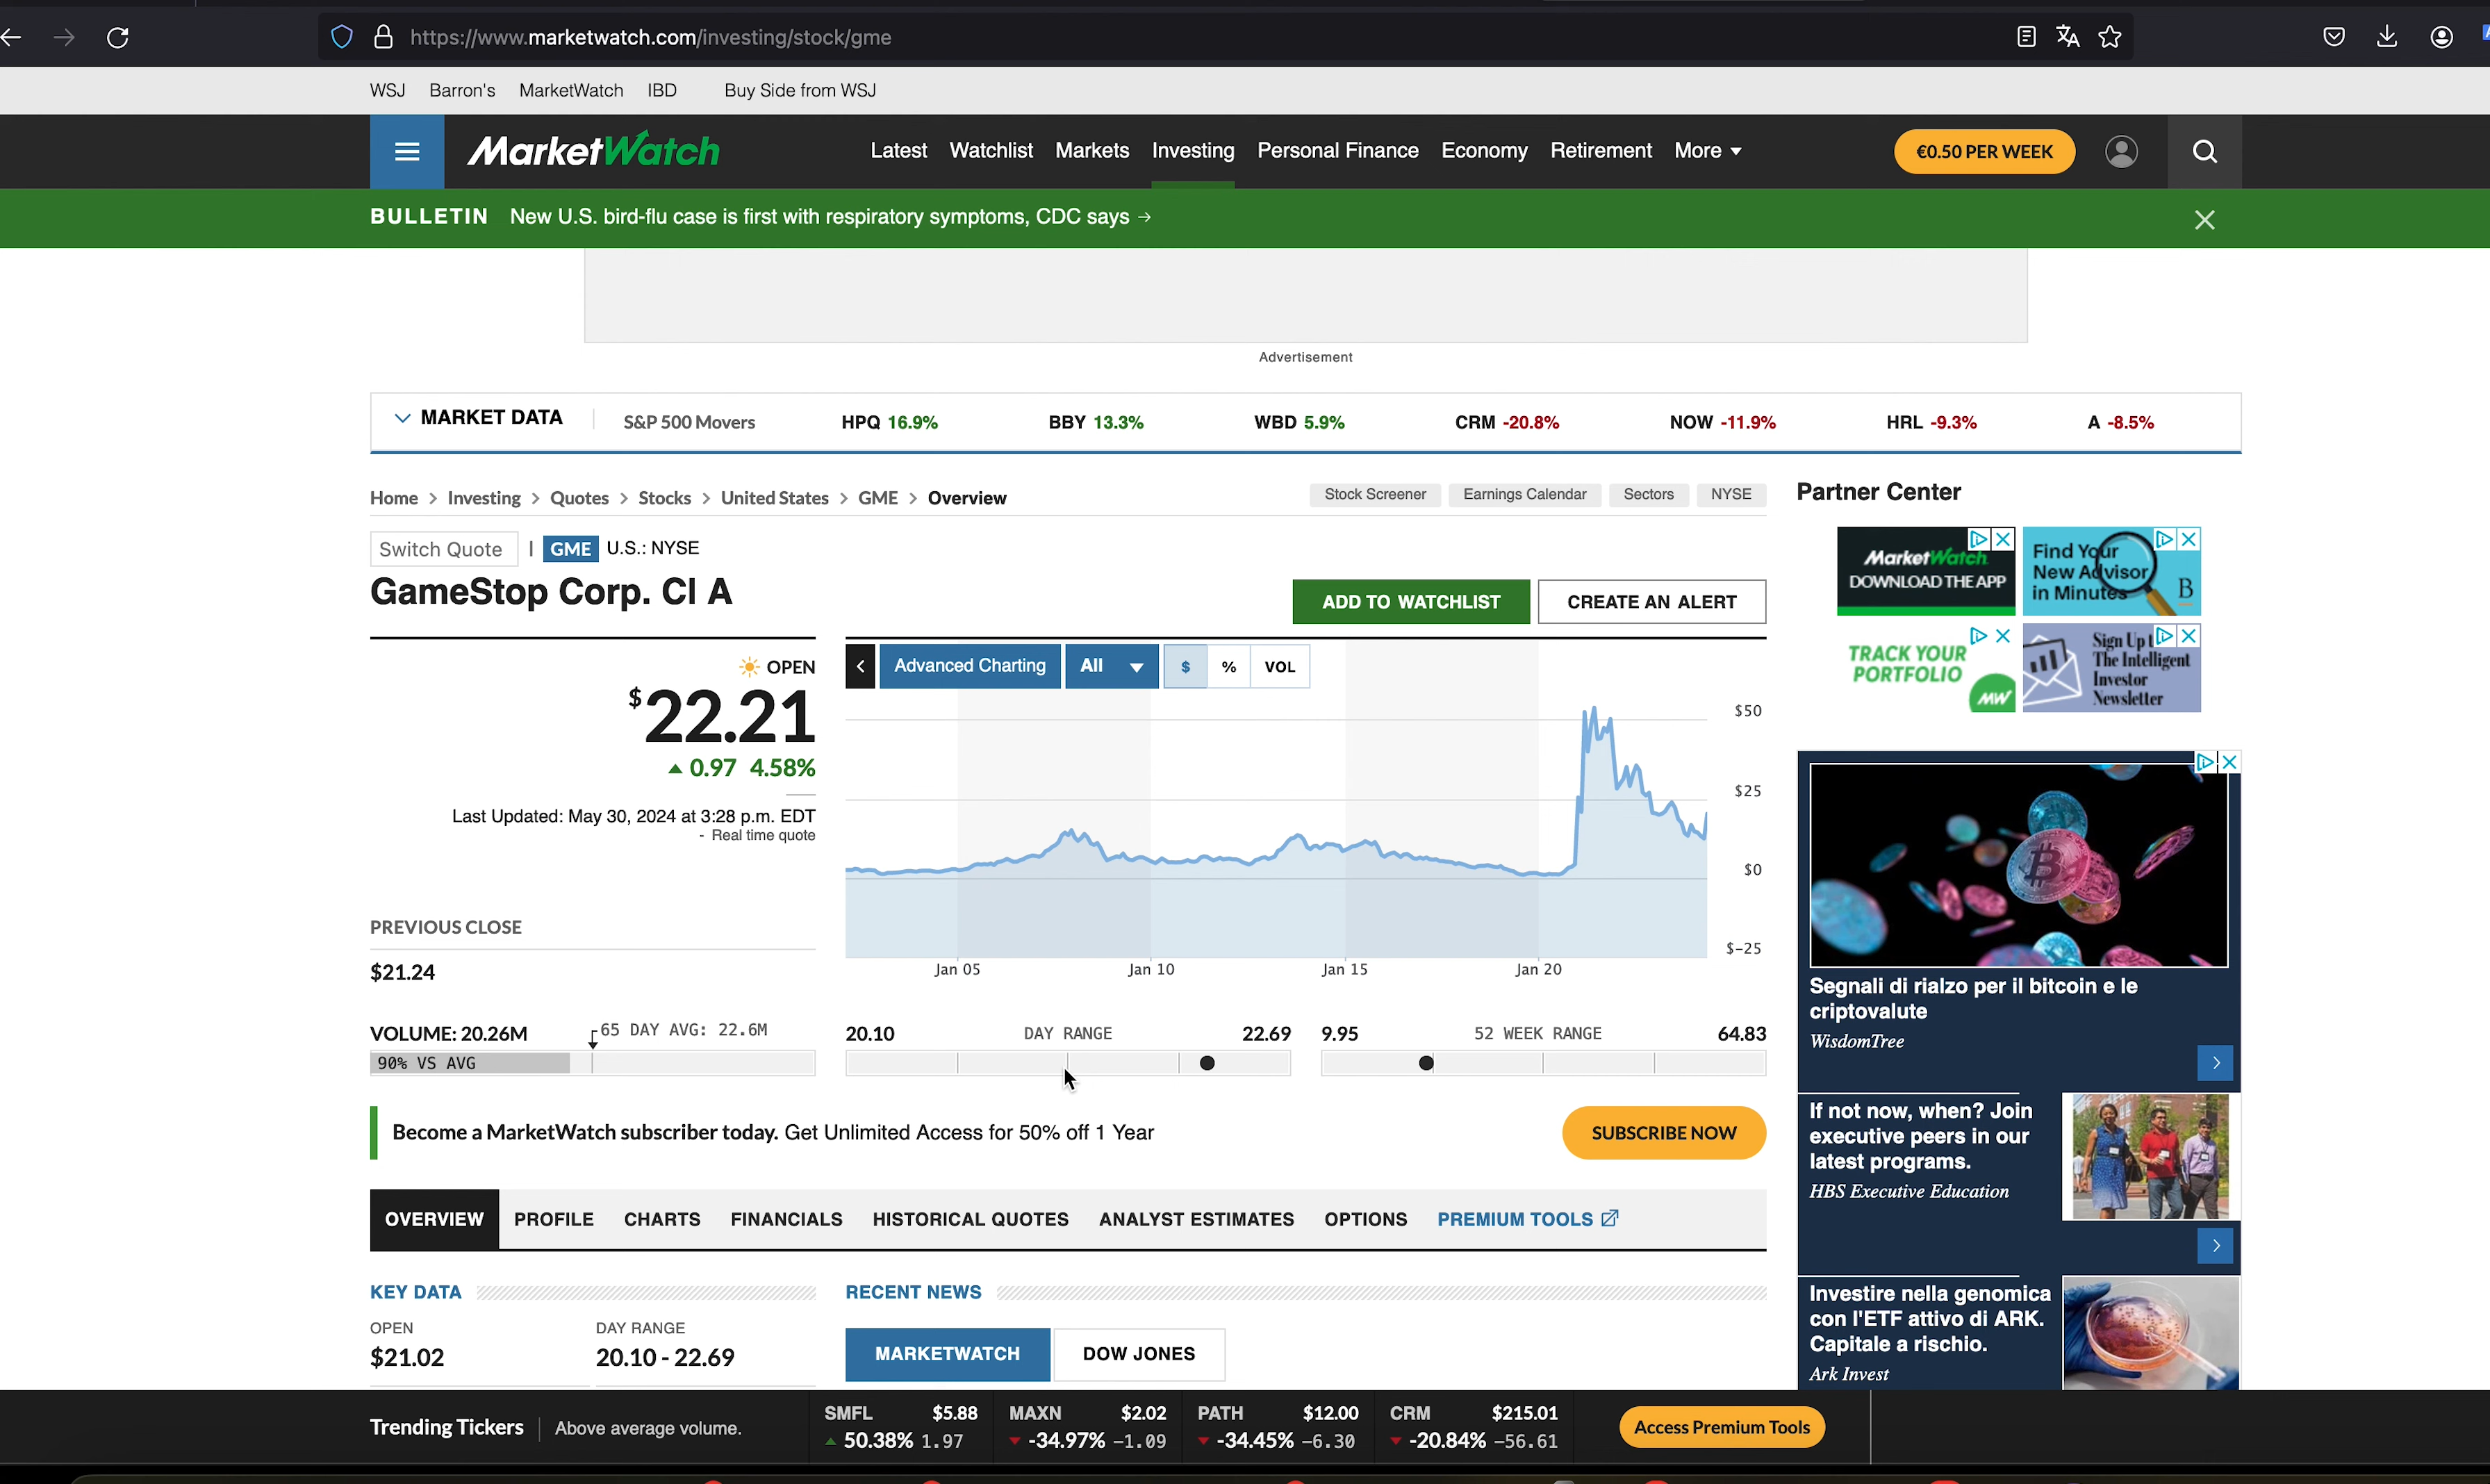 https://www.marketwatch.com/investing/stock/gme
WSJ Barron's MarketWatch IBD Buy Side from WSJ
MarketWatch
Latest Watchlist Markets Investing Personal Finance Economy Retirement More
€0.50 PER WEEK
BULLETIN New U.S. bird-flu case is first with respiratory symptoms, CDC says →
Advertisement
MARKET DATA S&P 500 Movers HPQ 16.9% BBY 13.3% WBD 5.9% CRM -20.8% NOW -11.9% HRL -9.3% A -8.5%
Home > Investing > Quotes > Stocks > United States > GME > Overview
Stock Screener Earnings Calendar Sectors NYSE
Switch Quote | GME U.S.: NYSE
GameStop Corp. Cl A
ADD TO WATCHLIST CREATE AN ALERT
OPEN
$22.21
0.97 4.58%
Last Updated: May 30, 2024 at 3:28 p.m. EDT
- Real time quote
PREVIOUS CLOSE
$21.24
Advanced Charting All $ % VOL
$50
$25
$0
$-25
Jan 05 Jan 10 Jan 15 Jan 20
VOLUME: 20.26M 65 DAY AVG: 22.6M
90% VS AVG
20.10 DAY RANGE 22.69
9.95 52 WEEK RANGE 64.83
Become a MarketWatch subscriber today. Get Unlimited Access for 50% off 1 Year
SUBSCRIBE NOW
OVERVIEW PROFILE CHARTS FINANCIALS HISTORICAL QUOTES ANALYST ESTIMATES OPTIONS PREMIUM TOOLS
KEY DATA
OPEN
$21.02
DAY RANGE
20.10 - 22.69
RECENT NEWS
MARKETWATCH DOW JONES
Partner Center
MarketWatch
DOWNLOAD THE APP
Find Your
New Advisor
in Minutes
B
TRACK YOUR
PORTFOLIO
MW
Sign Up
The Intelligent
Investor
Newsletter
Segnali di rialzo per il bitcoin e le
criptovalute
WisdomTree
If not now, when? Join
executive peers in our
latest programs.
HBS Executive Education
Investire nella genomica
con l'ETF attivo di ARK.
Capitale a rischio.
Ark Invest
Trending Tickers | Above average volume.
SMFL $5.88
50.38% 1.97
MAXN $2.02
-34.97% -1.09
PATH $12.00
-34.45% -6.30
CRM $215.01
-20.84% -56.61
Access Premium Tools